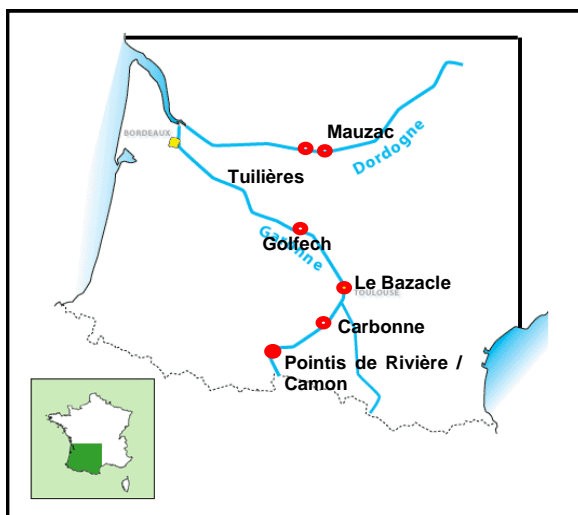 BORDEAUX
Mauzac
Dordogne
Tuilières
Garonne
Golfech
Le Bazacle
TOULOUSE
Carbonne
Pointis de Rivière /
Camon